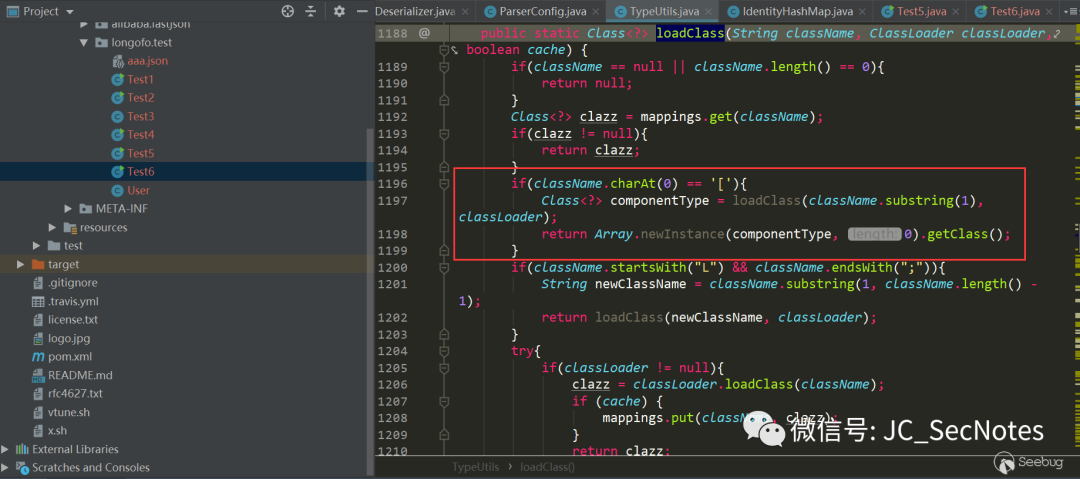 Project
Deserializer.java
ParserConfig.java
TypeUtils.java
IdentityHashMap.java
Test5.java
Test6.java
alibaba.fastjson
longofo.test
aaa.json
Test1
Test2
Test3
Test4
Test5
Test6
User
META-INF
resources
test
target
.gitignore
.travis.yml
license.txt
logo.jpg
pom.xml
README.md
rfc4627.txt
vtune.sh
x.sh
External Libraries
Scratches and Consoles
1188 @ public static Class<?> loadClass(String className, ClassLoader classLoader,
boolean cache) {
1189 if(className == null || className.length() == 0){
1190 return null;
1191 }
1192 Class<?> clazz = mappings.get(className);
1193 if(clazz != null){
1194 return clazz;
1195 }
1196 if(className.charAt(0) == '['){
1197 Class<?> componentType = loadClass(className.substring(1),
classLoader);
1198 return Array.newInstance(componentType, length: 0).getClass();
1199 }
1200 if(className.startsWith("L") && className.endsWith(";")){
1201 String newClassName = className.substring(1, className.length() -
1);
1202 return loadClass(newClassName, classLoader);
1203 }
1204 try{
1205 if(classLoader != null){
1206 clazz = classLoader.loadClass(className);
1207 if (cache) {
1208 mappings.put(className, clazz);
1209 }
1210 return clazz;
TypeUtils › loadClass()
微信号: JC_SecNotes
Seebug